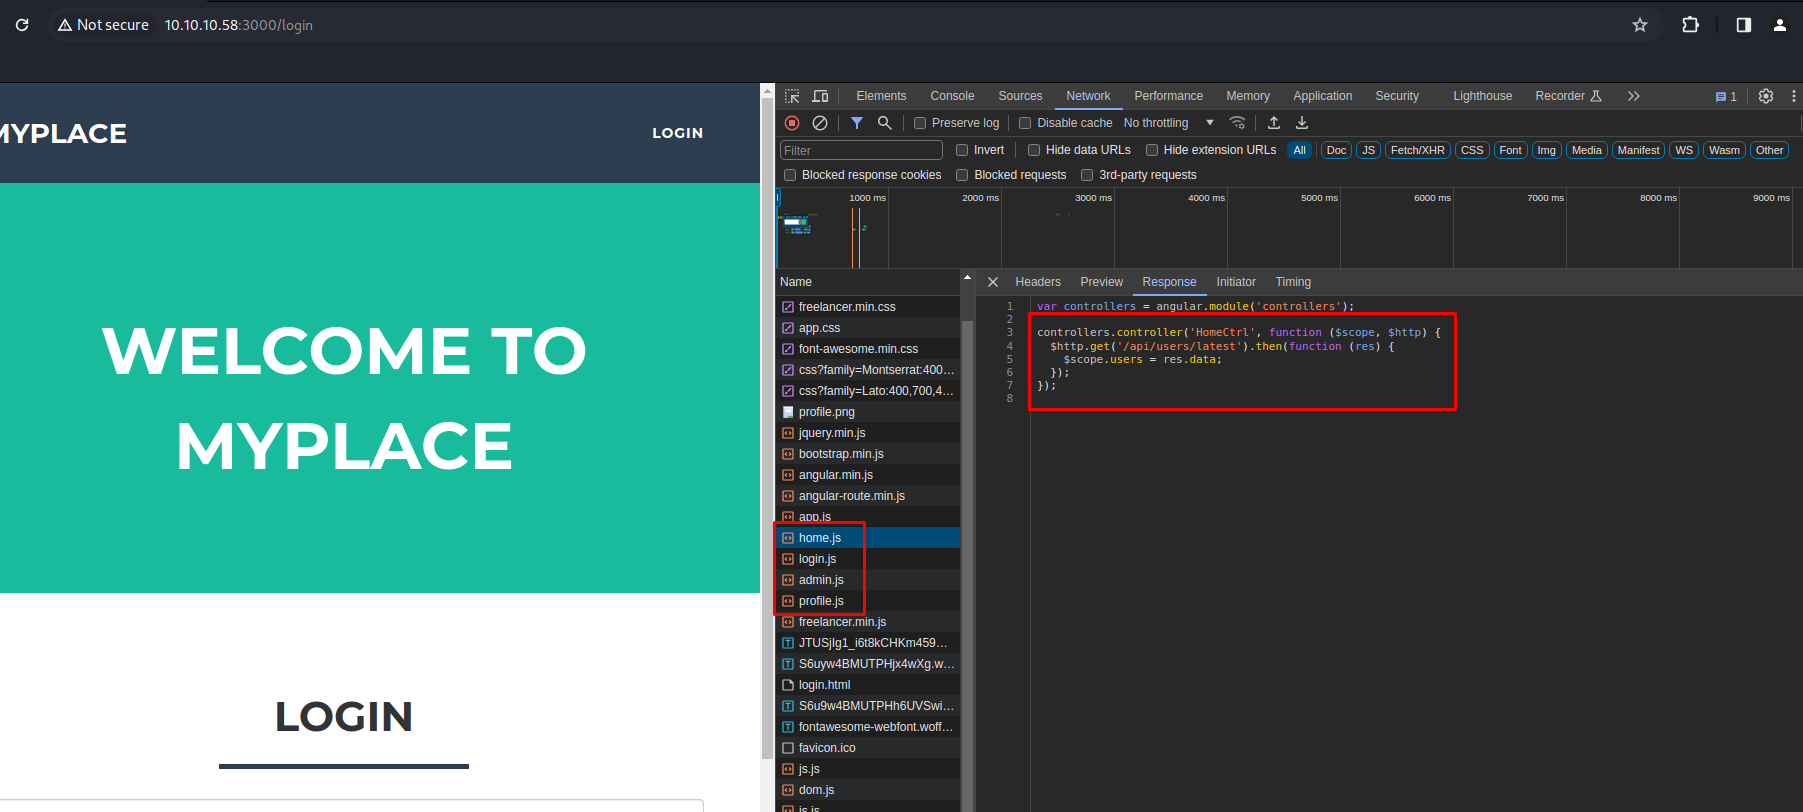 Not secure 10.10.10.58:3000/login
MYPLACE
LOGIN
WELCOME TO
MYPLACE
LOGIN
Elements Console Sources Network Performance Memory Application Security Lighthouse Recorder 1
Preserve log Disable cache No throttling
Filter Invert Hide data URLs Hide extension URLs All Doc JS Fetch/XHR CSS Font Img Media Manifest WS Wasm Other
Blocked response cookies Blocked requests 3rd-party requests
1000 ms 2000 ms 3000 ms 4000 ms 5000 ms 6000 ms 7000 ms 8000 ms 9000 ms
Name
freelancer.min.css
app.css
font-awesome.min.css
css?family=Montserrat:400...
css?family=Lato:400,700,4...
profile.png
jquery.min.js
bootstrap.min.js
angular.min.js
angular-route.min.js
app.js
home.js
login.js
admin.js
profile.js
freelancer.min.js
JTUSjIg1_i6t8kCHKm459...
S6uyw4BMUTPHjx4wXg.w...
login.html
S6u9w4BMUTPHh6UVSwi...
fontawesome-webfont.woff...
favicon.ico
js.js
dom.js
js.js
Headers Preview Response Initiator Timing
1 var controllers = angular.module('controllers');
2
3 controllers.controller('HomeCtrl', function ($scope, $http) {
4 $http.get('/api/users/latest').then(function (res) {
5 $scope.users = res.data;
6 });
7 });
8